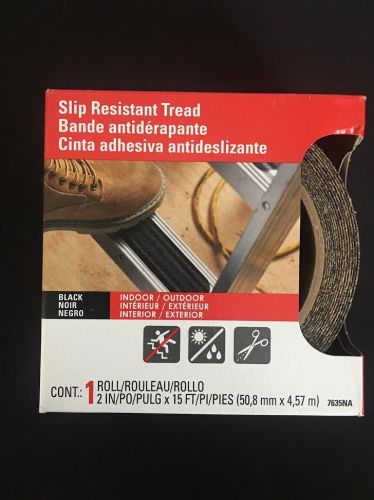 Slip Resistant Tread
Bande antidérapante
Cinta adhesiva antideslizante
BLACK
NOIR
NEGRO
INDOOR / OUTDOOR
INTÉRIEUR / EXTÉRIEUR
INTERIOR / EXTERIOR
CONT.: 1 ROLL/ROULEAU/ROLLO
2 IN/PO/PULG x 15 FT/PI/PIES (50,8 mm x 4,57 m) 7635NA